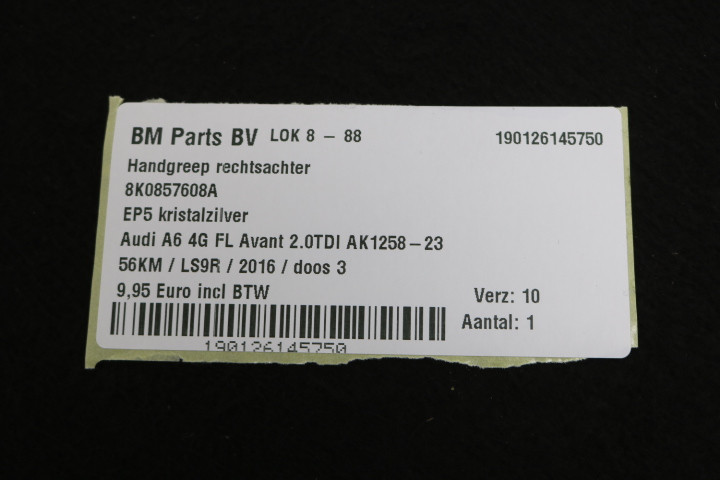 BM Parts BV LOK 8 - 88 190126145750
Handgreep rechtsachter
8K0857608A
EP5 kristalzilver
Audi A6 4G FL Avant 2.0TDI AK1258-23
56KM / LS9R / 2016 / doos 3
9,95 Euro incl BTW Verz: 10
Aantal: 1
190126145750